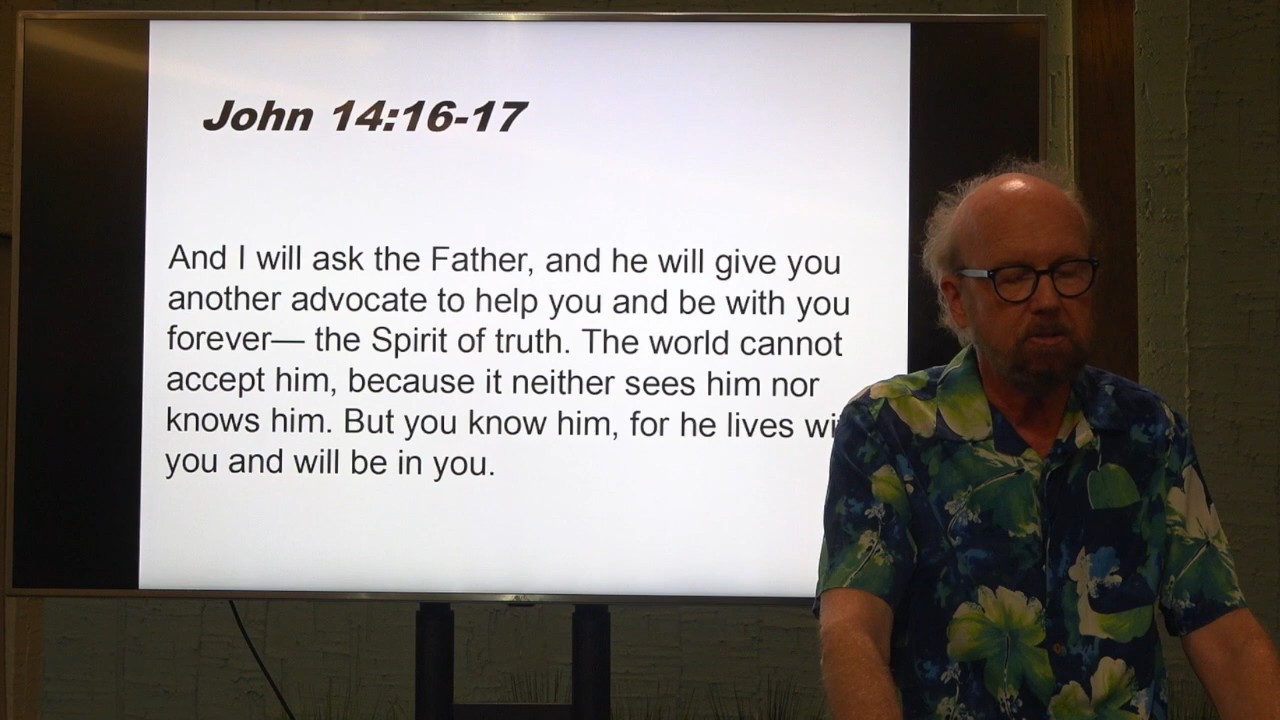 John 14:16-17
And I will ask the Father, and he will give you
another advocate to help you and be with you
forever— the Spirit of truth. The world cannot
accept him, because it neither sees him nor
knows him. But you know him, for he lives
you and will be in you.